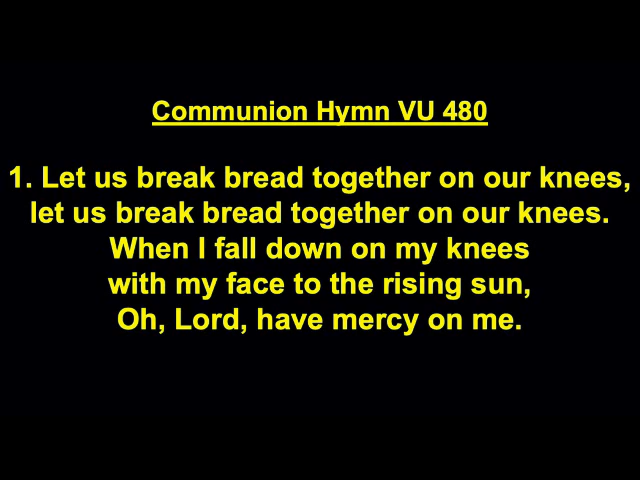 Communion Hymn VU 480
1. Let us break bread together on our knees,
let us break bread together on our knees.
When I fall down on my knees
with my face to the rising sun,
Oh, Lord, have mercy on me.